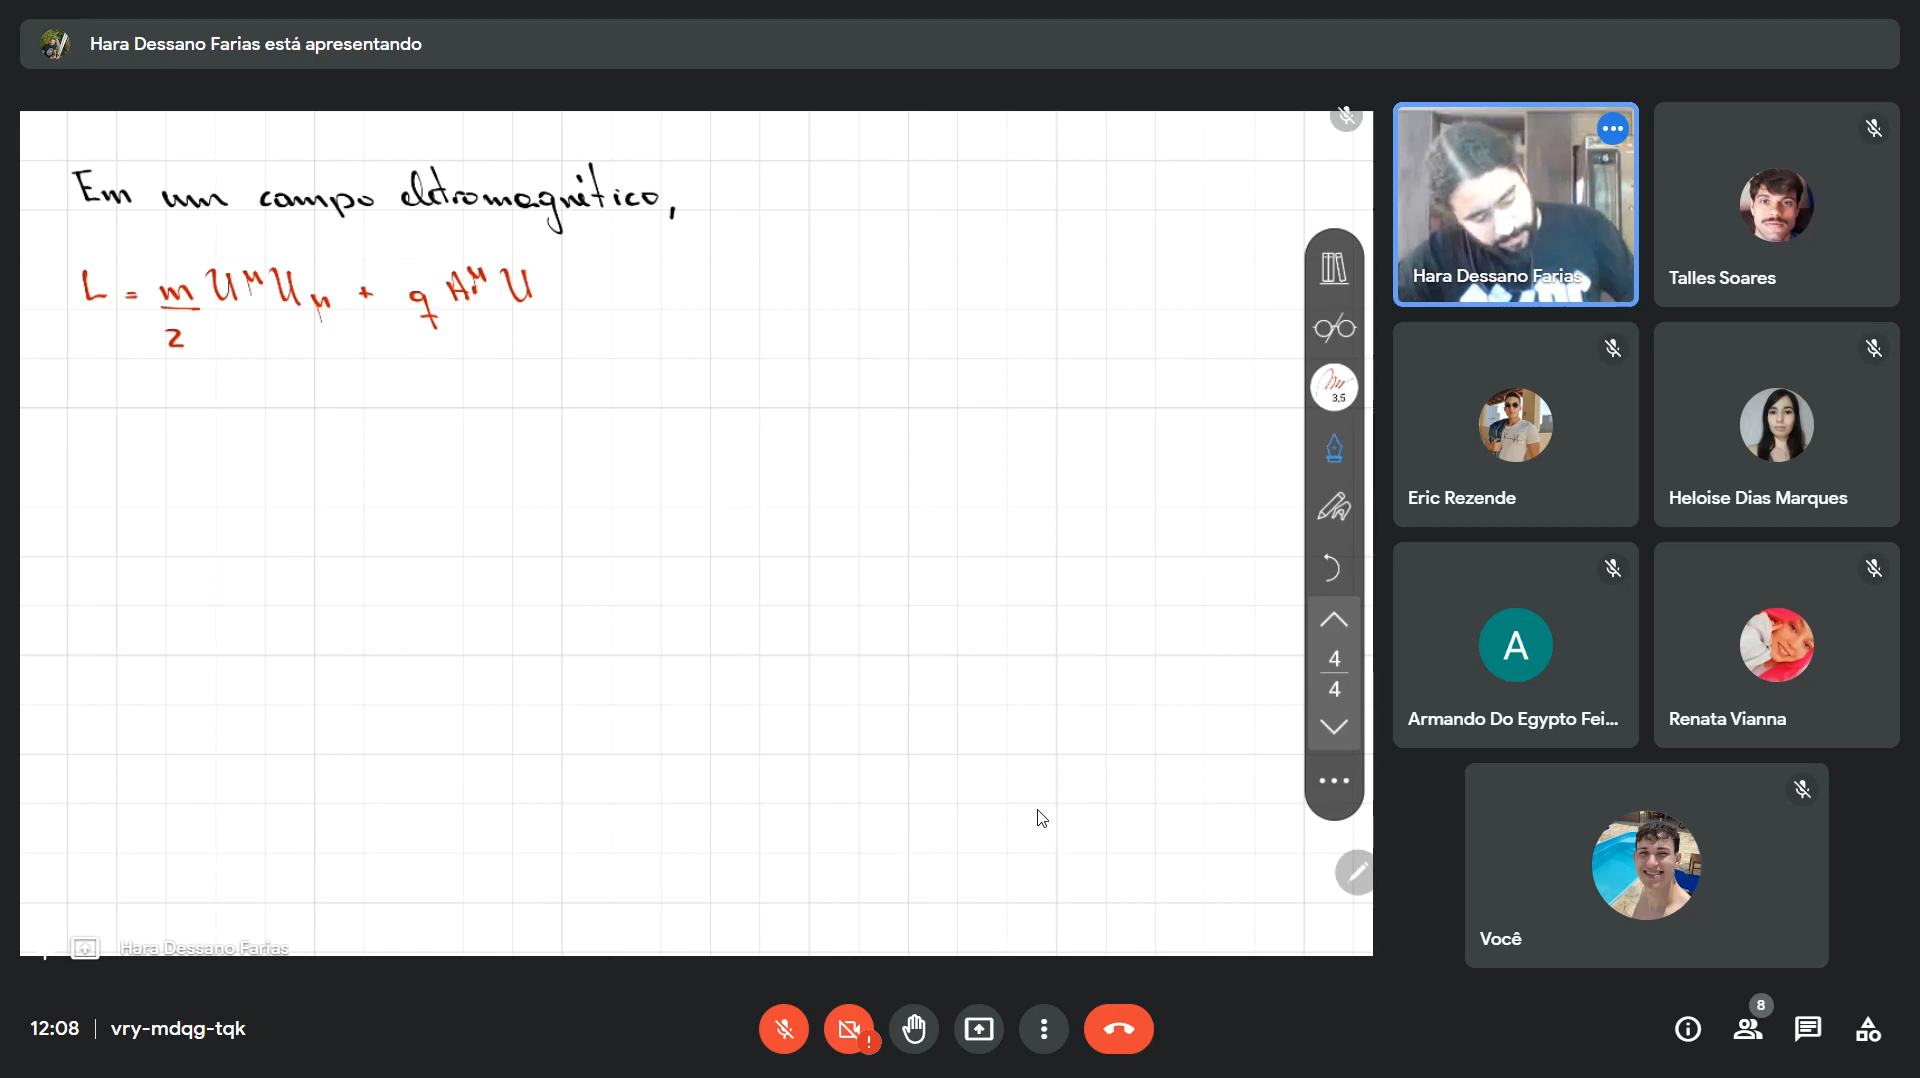 Hara Dessano Farias está apresentando
Em um campo eletromagnético,
L = m/2 U^μ U_μ + q A^μ U
3,5
4
4
Hara Dessano Farias
Hara Dessano Farias
Talles Soares
Eric Rezende
Heloise Dias Marques
A
Armando Do Egypto Fei...
Renata Vianna
Você
12:08 | vry-mdqg-tqk
8